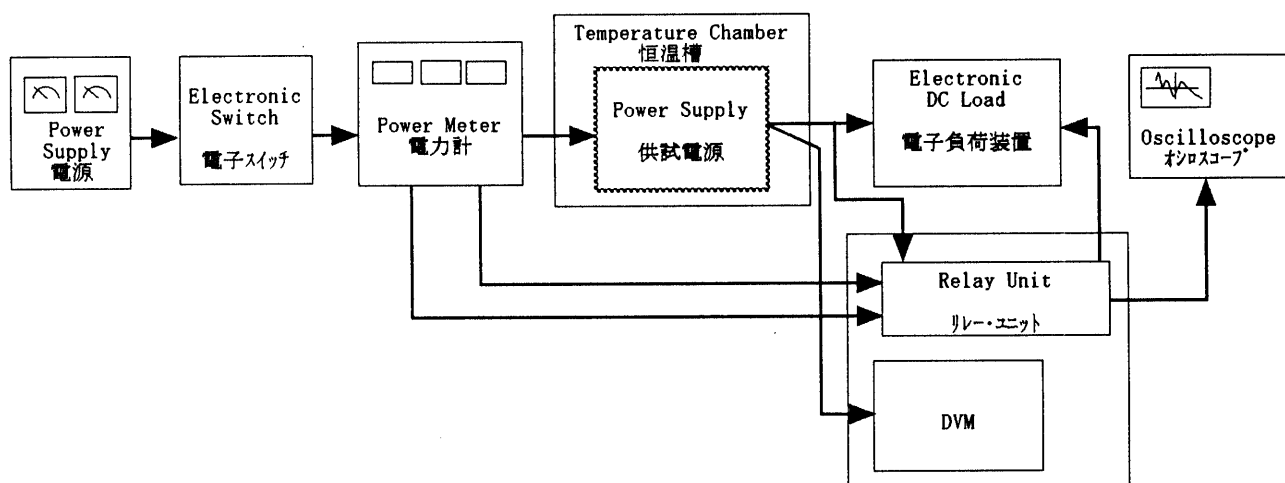 Power
Supply
電源
Electronic
Switch
電子スイッチ
Power Meter
電力計
Temperature Chamber
恒温槽
Power Supply
供試電源
Electronic
DC Load
電子負荷装置
Oscilloscope
オシロスコープ
Relay Unit
リレー・ユニット
DVM